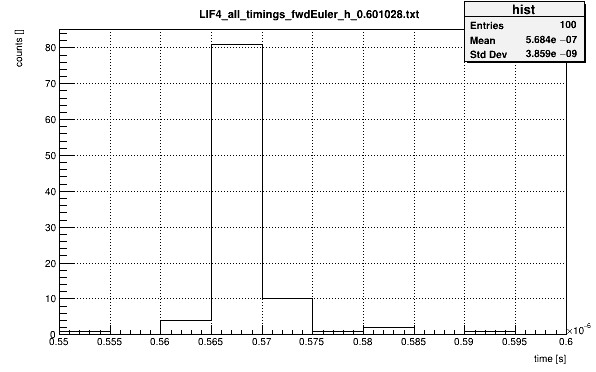 LIF4_all_timings_fwdEuler_h_0.601028.txt
hist
Entries 100
Mean 5.684e −07
Std Dev 3.859e −09
counts []
80
70
60
50
40
30
20
10
0
0.55 0.555 0.56 0.565 0.57 0.575 0.58 0.585 0.59 0.595 0.6
×10⁻⁶
time [s]